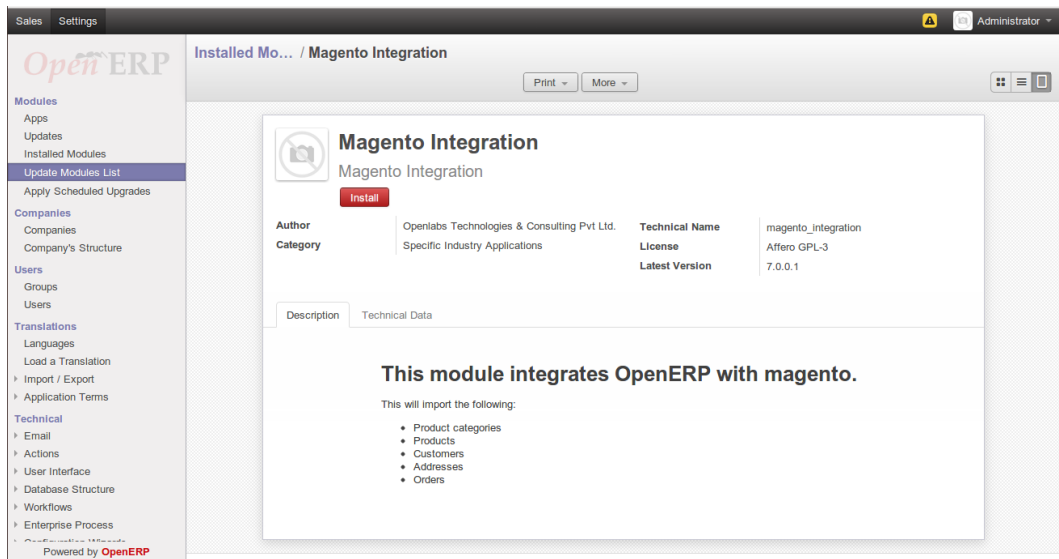 Sales Settings
Administrator
Open ERP
Installed Mo... / Magento Integration
Print More
Modules
Apps
Updates
Installed Modules
Update Modules List
Apply Scheduled Upgrades
Companies
Companies
Company's Structure
Users
Groups
Users
Translations
Languages
Load a Translation
Import / Export
Application Terms
Technical
Email
Actions
User Interface
Database Structure
Workflows
Enterprise Process
Configuration Wizards
Powered by OpenERP
Magento Integration
Magento Integration
Install
Author Openlabs Technologies & Consulting Pvt Ltd.
Category Specific Industry Applications
Technical Name magento_integration
License Affero GPL-3
Latest Version 7.0.0.1
Description Technical Data
This module integrates OpenERP with magento.
This will import the following:
• Product categories
• Products
• Customers
• Addresses
• Orders